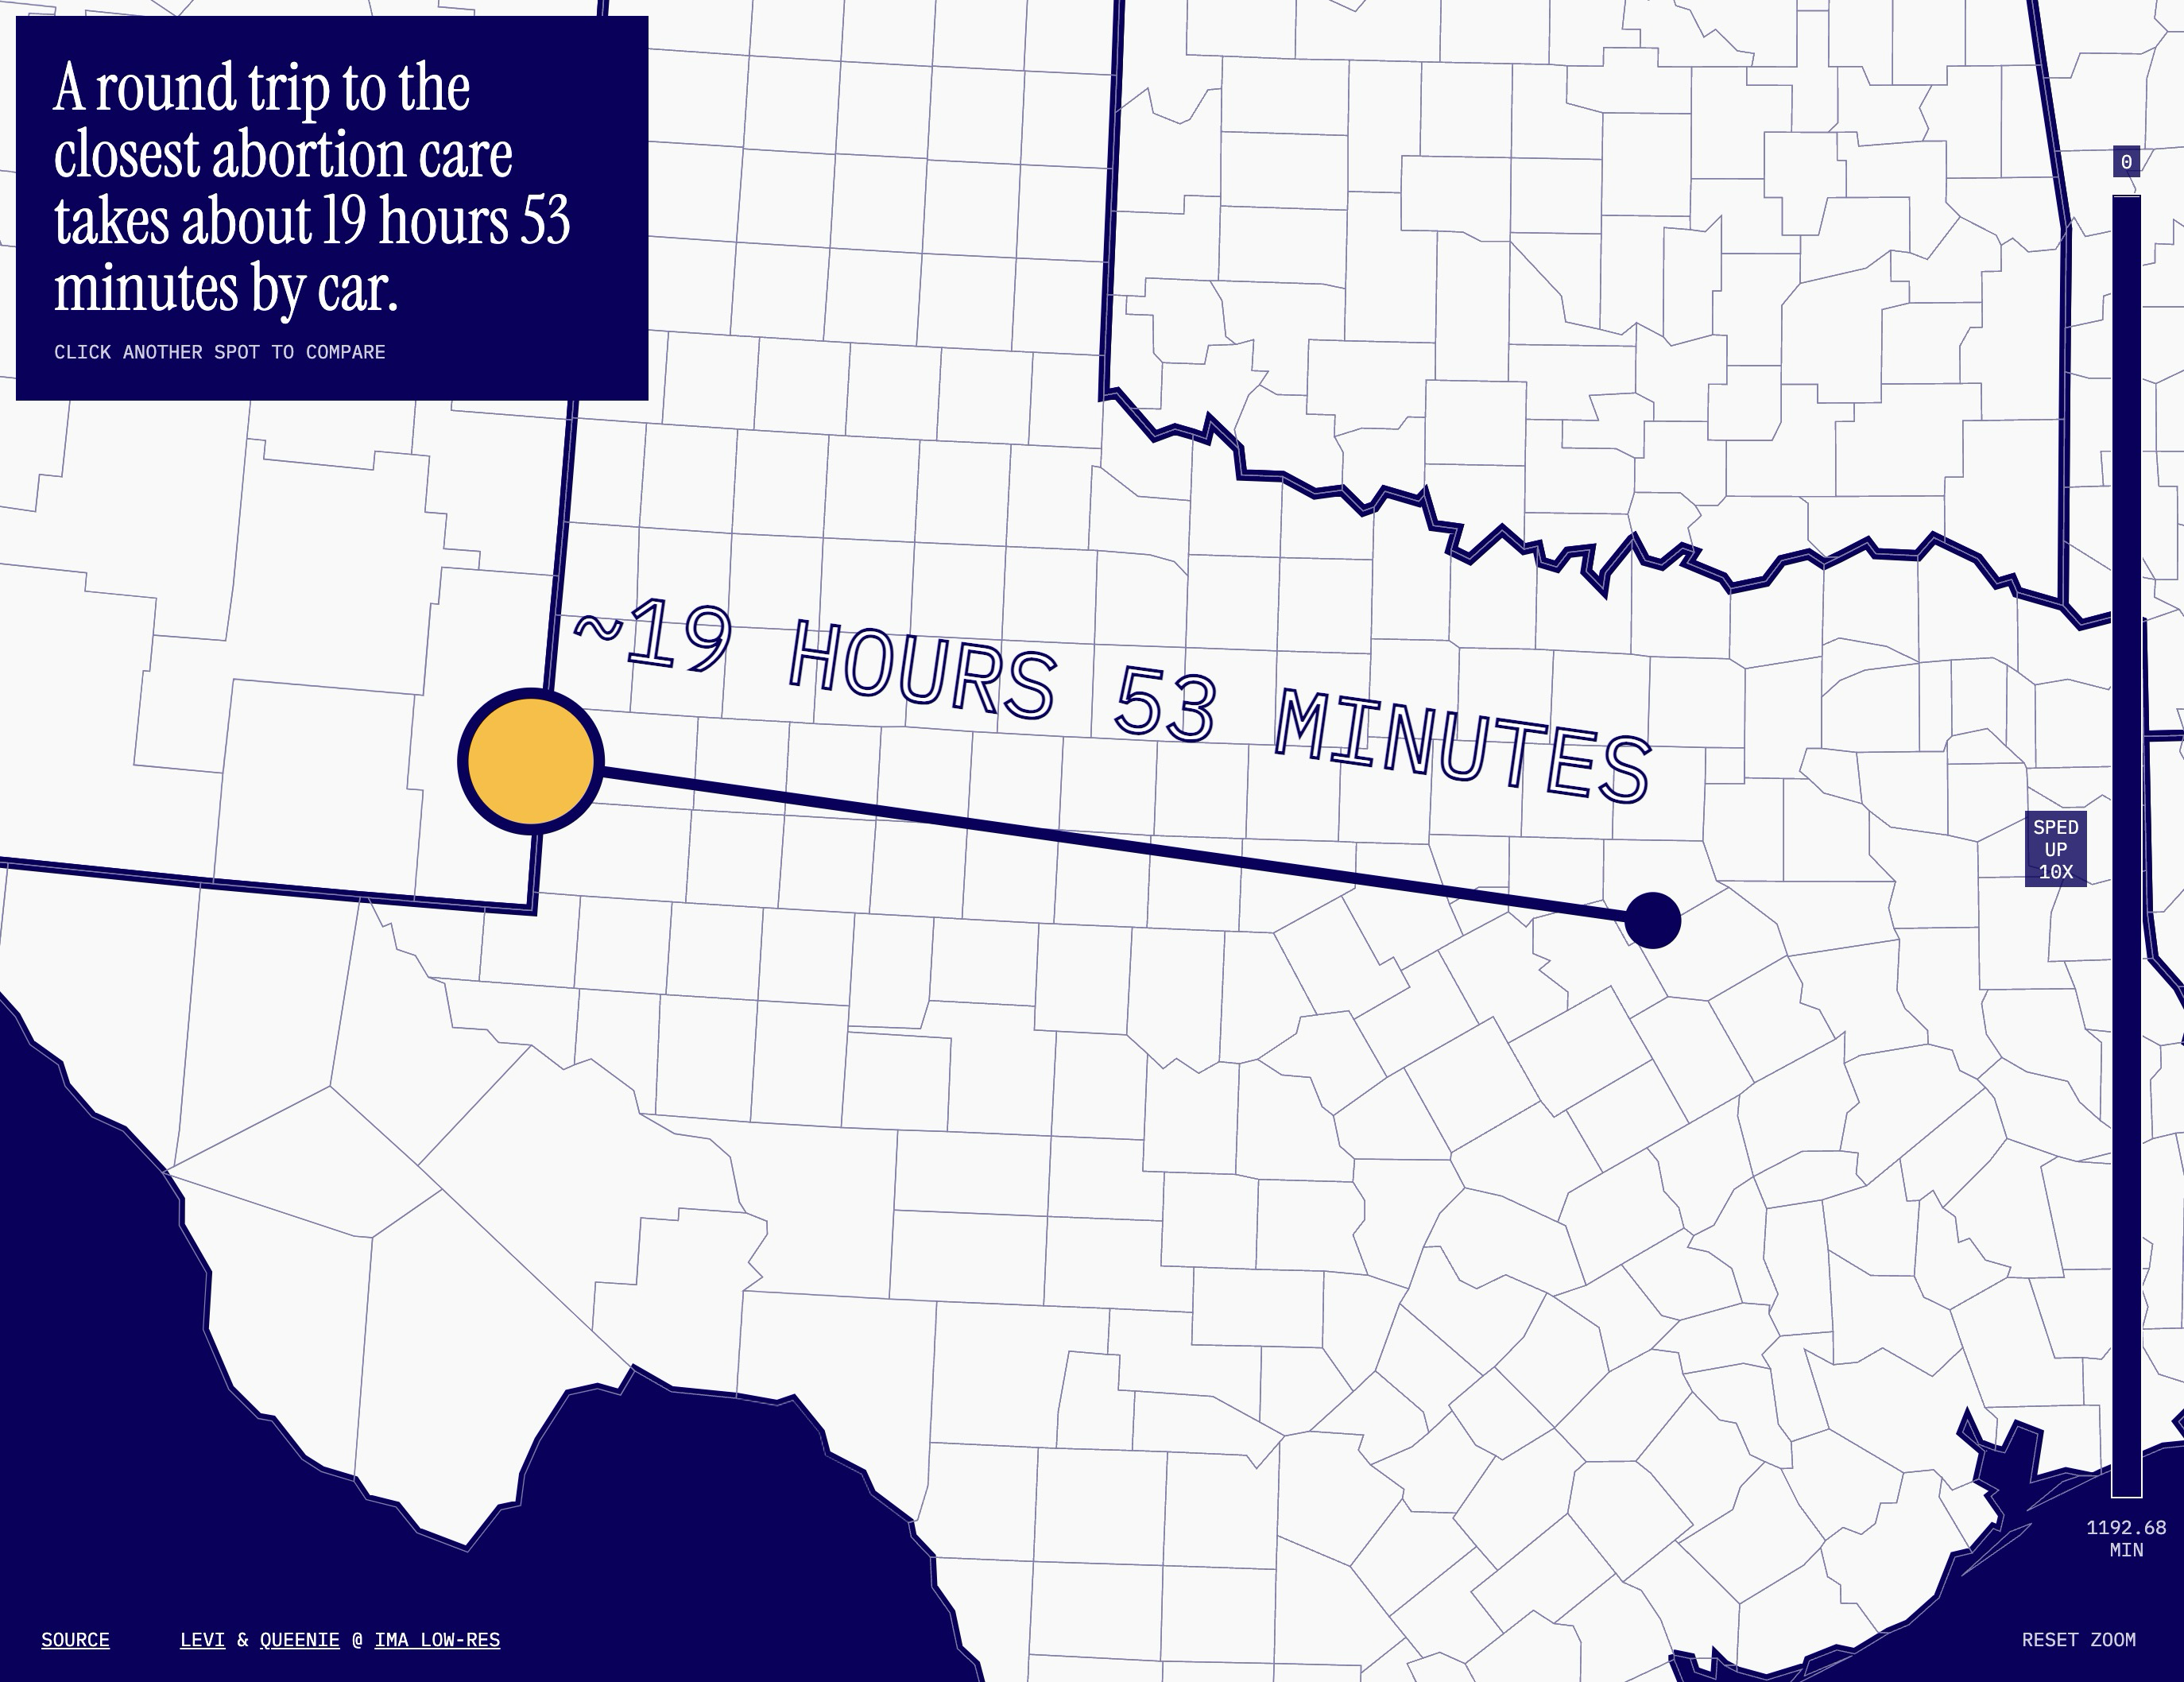 A round trip to the
closest abortion care
takes about 19 hours 53
minutes by car.
CLICK ANOTHER SPOT TO COMPARE
0
~19 HOURS 53 MINUTES
SPED
UP
10X
1192.68
MIN
SOURCE
LEVI & QUEENIE @ IMA LOW-RES
RESET ZOOM